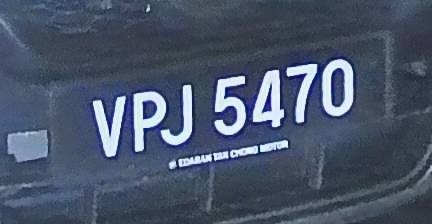 VPJ 5470
EDARAN TAN CHONG MOTOR